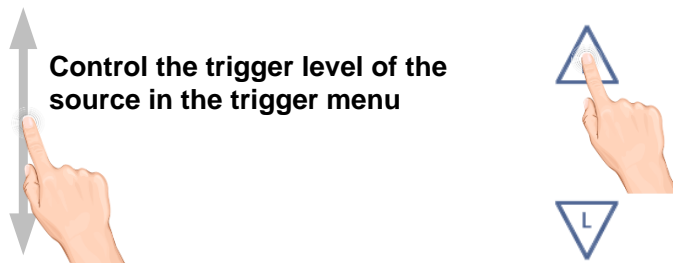 Control the trigger level of the
source in the trigger menu
L